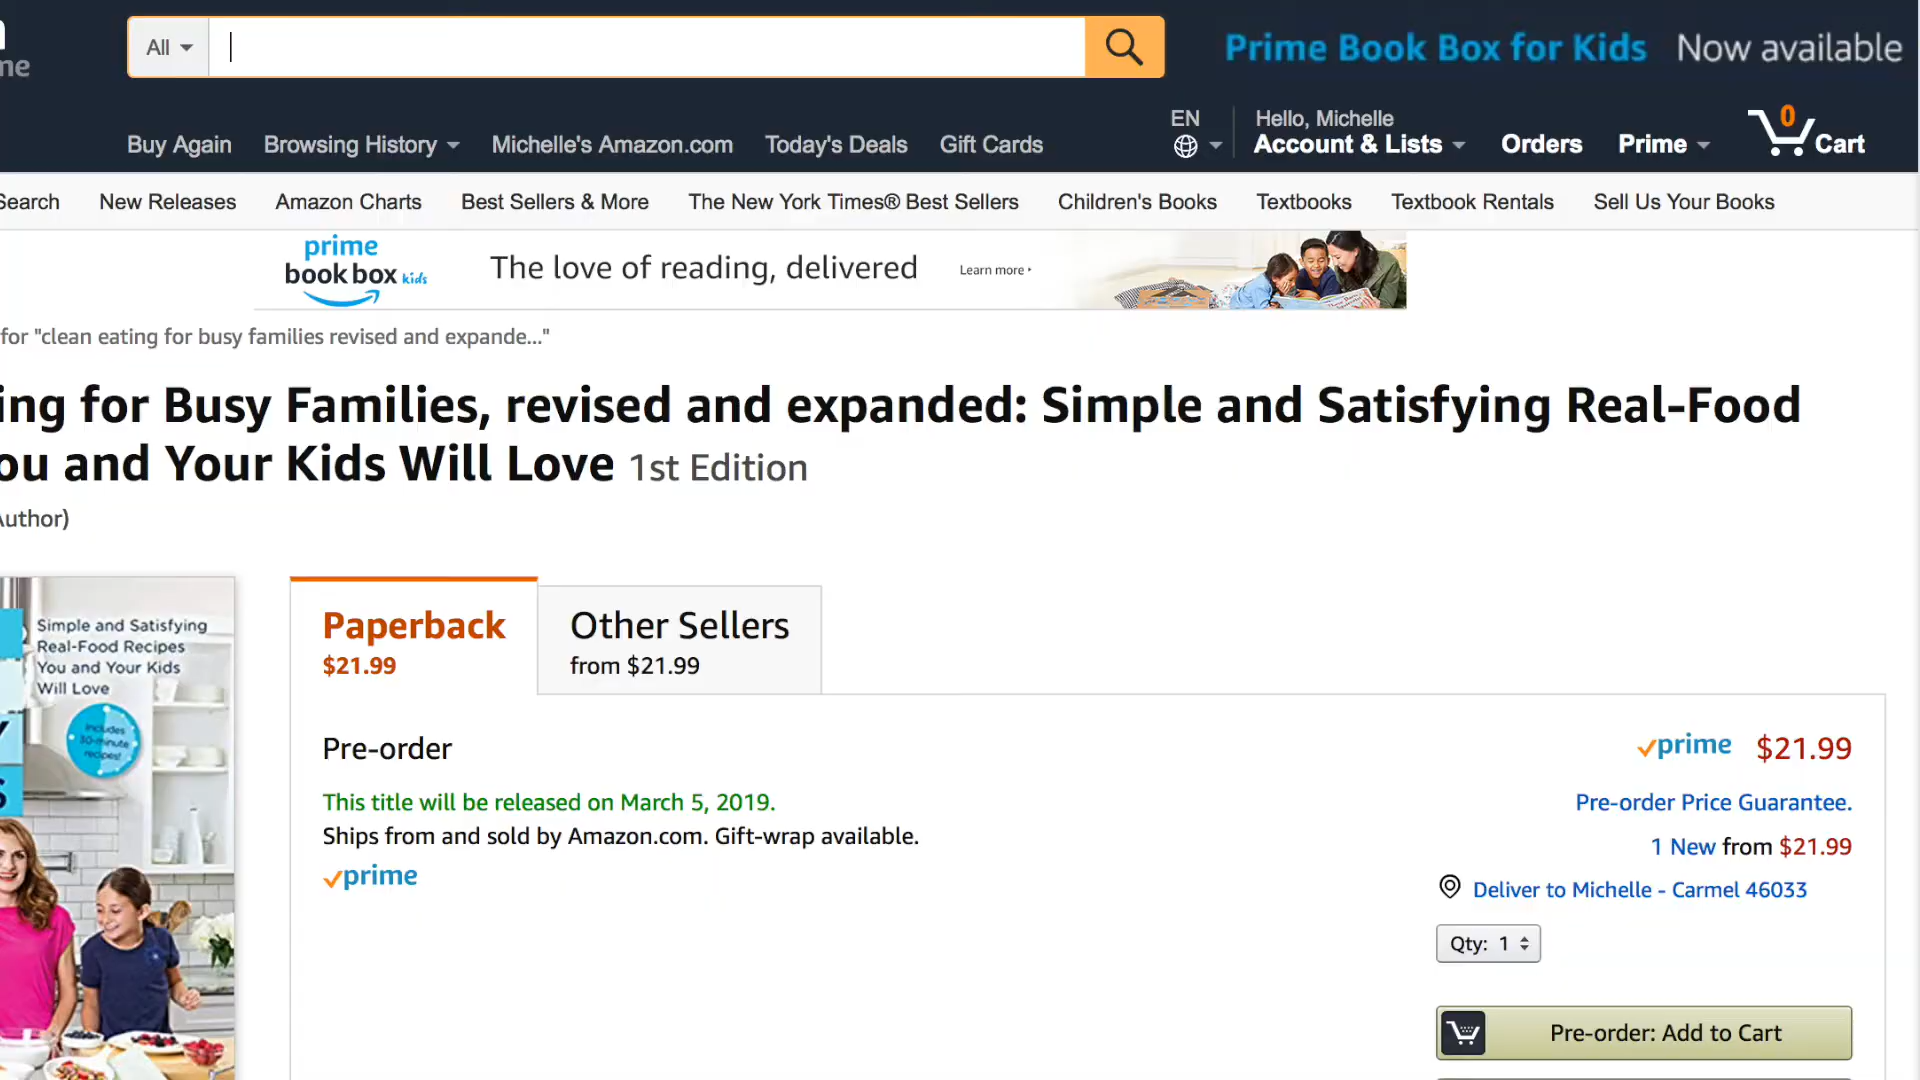 me
All
Prime Book Box for Kids Now available
Buy Again Browsing History Michelle's Amazon.com Today's Deals Gift Cards
EN
Hello, Michelle
Account & Lists
Orders
Prime
0
Cart
Search New Releases Amazon Charts Best Sellers & More The New York Times® Best Sellers Children's Books Textbooks Textbook Rentals Sell Us Your Books
prime
book box kids
The love of reading, delivered
Learn more
for "clean eating for busy families revised and expande..."
ing for Busy Families, revised and expanded: Simple and Satisfying Real-Food
ou and Your Kids Will Love 1st Edition
Author)
Simple and Satisfying
Real-Food Recipes
You and Your Kids
Will Love
Includes
30-minute
recipes!
Y
S
Paperback
$21.99
Other Sellers
from $21.99
Pre-order
This title will be released on March 5, 2019.
Ships from and sold by Amazon.com. Gift-wrap available.
prime
prime $21.99
Pre-order Price Guarantee.
1 New from $21.99
Deliver to Michelle - Carmel 46033
Qty: 1
Pre-order: Add to Cart